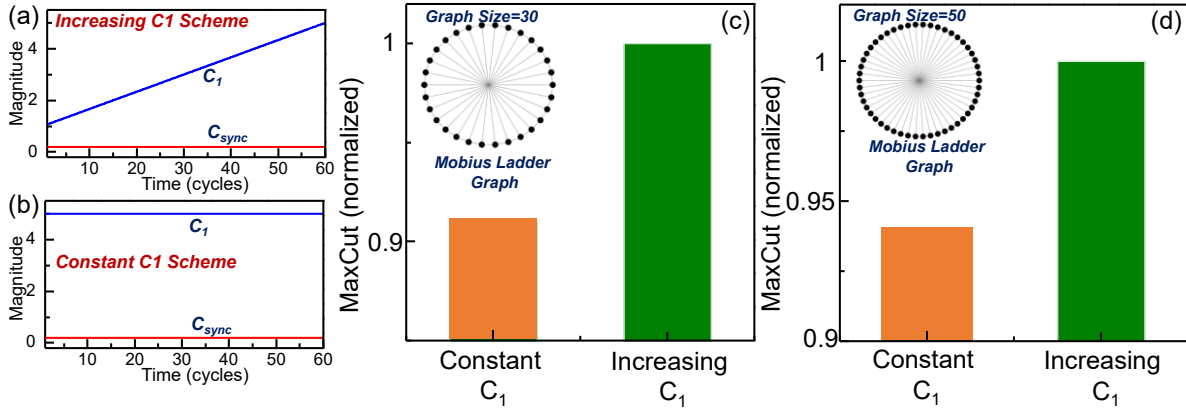 (a)
Increasing C1 Scheme
Magnitude
4
2
0
C1
Csync
10 20 30 40 50 60
Time (cycles)
(b)
Magnitude
4
2
0
C1
Constant C1 Scheme
Csync
10 20 30 40 50 60
Time (cycles)
(c)
Graph Size=30
Mobius Ladder
Graph
MaxCut (normalized)
1
0.9
Constant
C1
Increasing
C1
(d)
Graph Size=50
Mobius Ladder
Graph
MaxCut (normalized)
1
0.95
0.9
Constant
C1
Increasing
C1